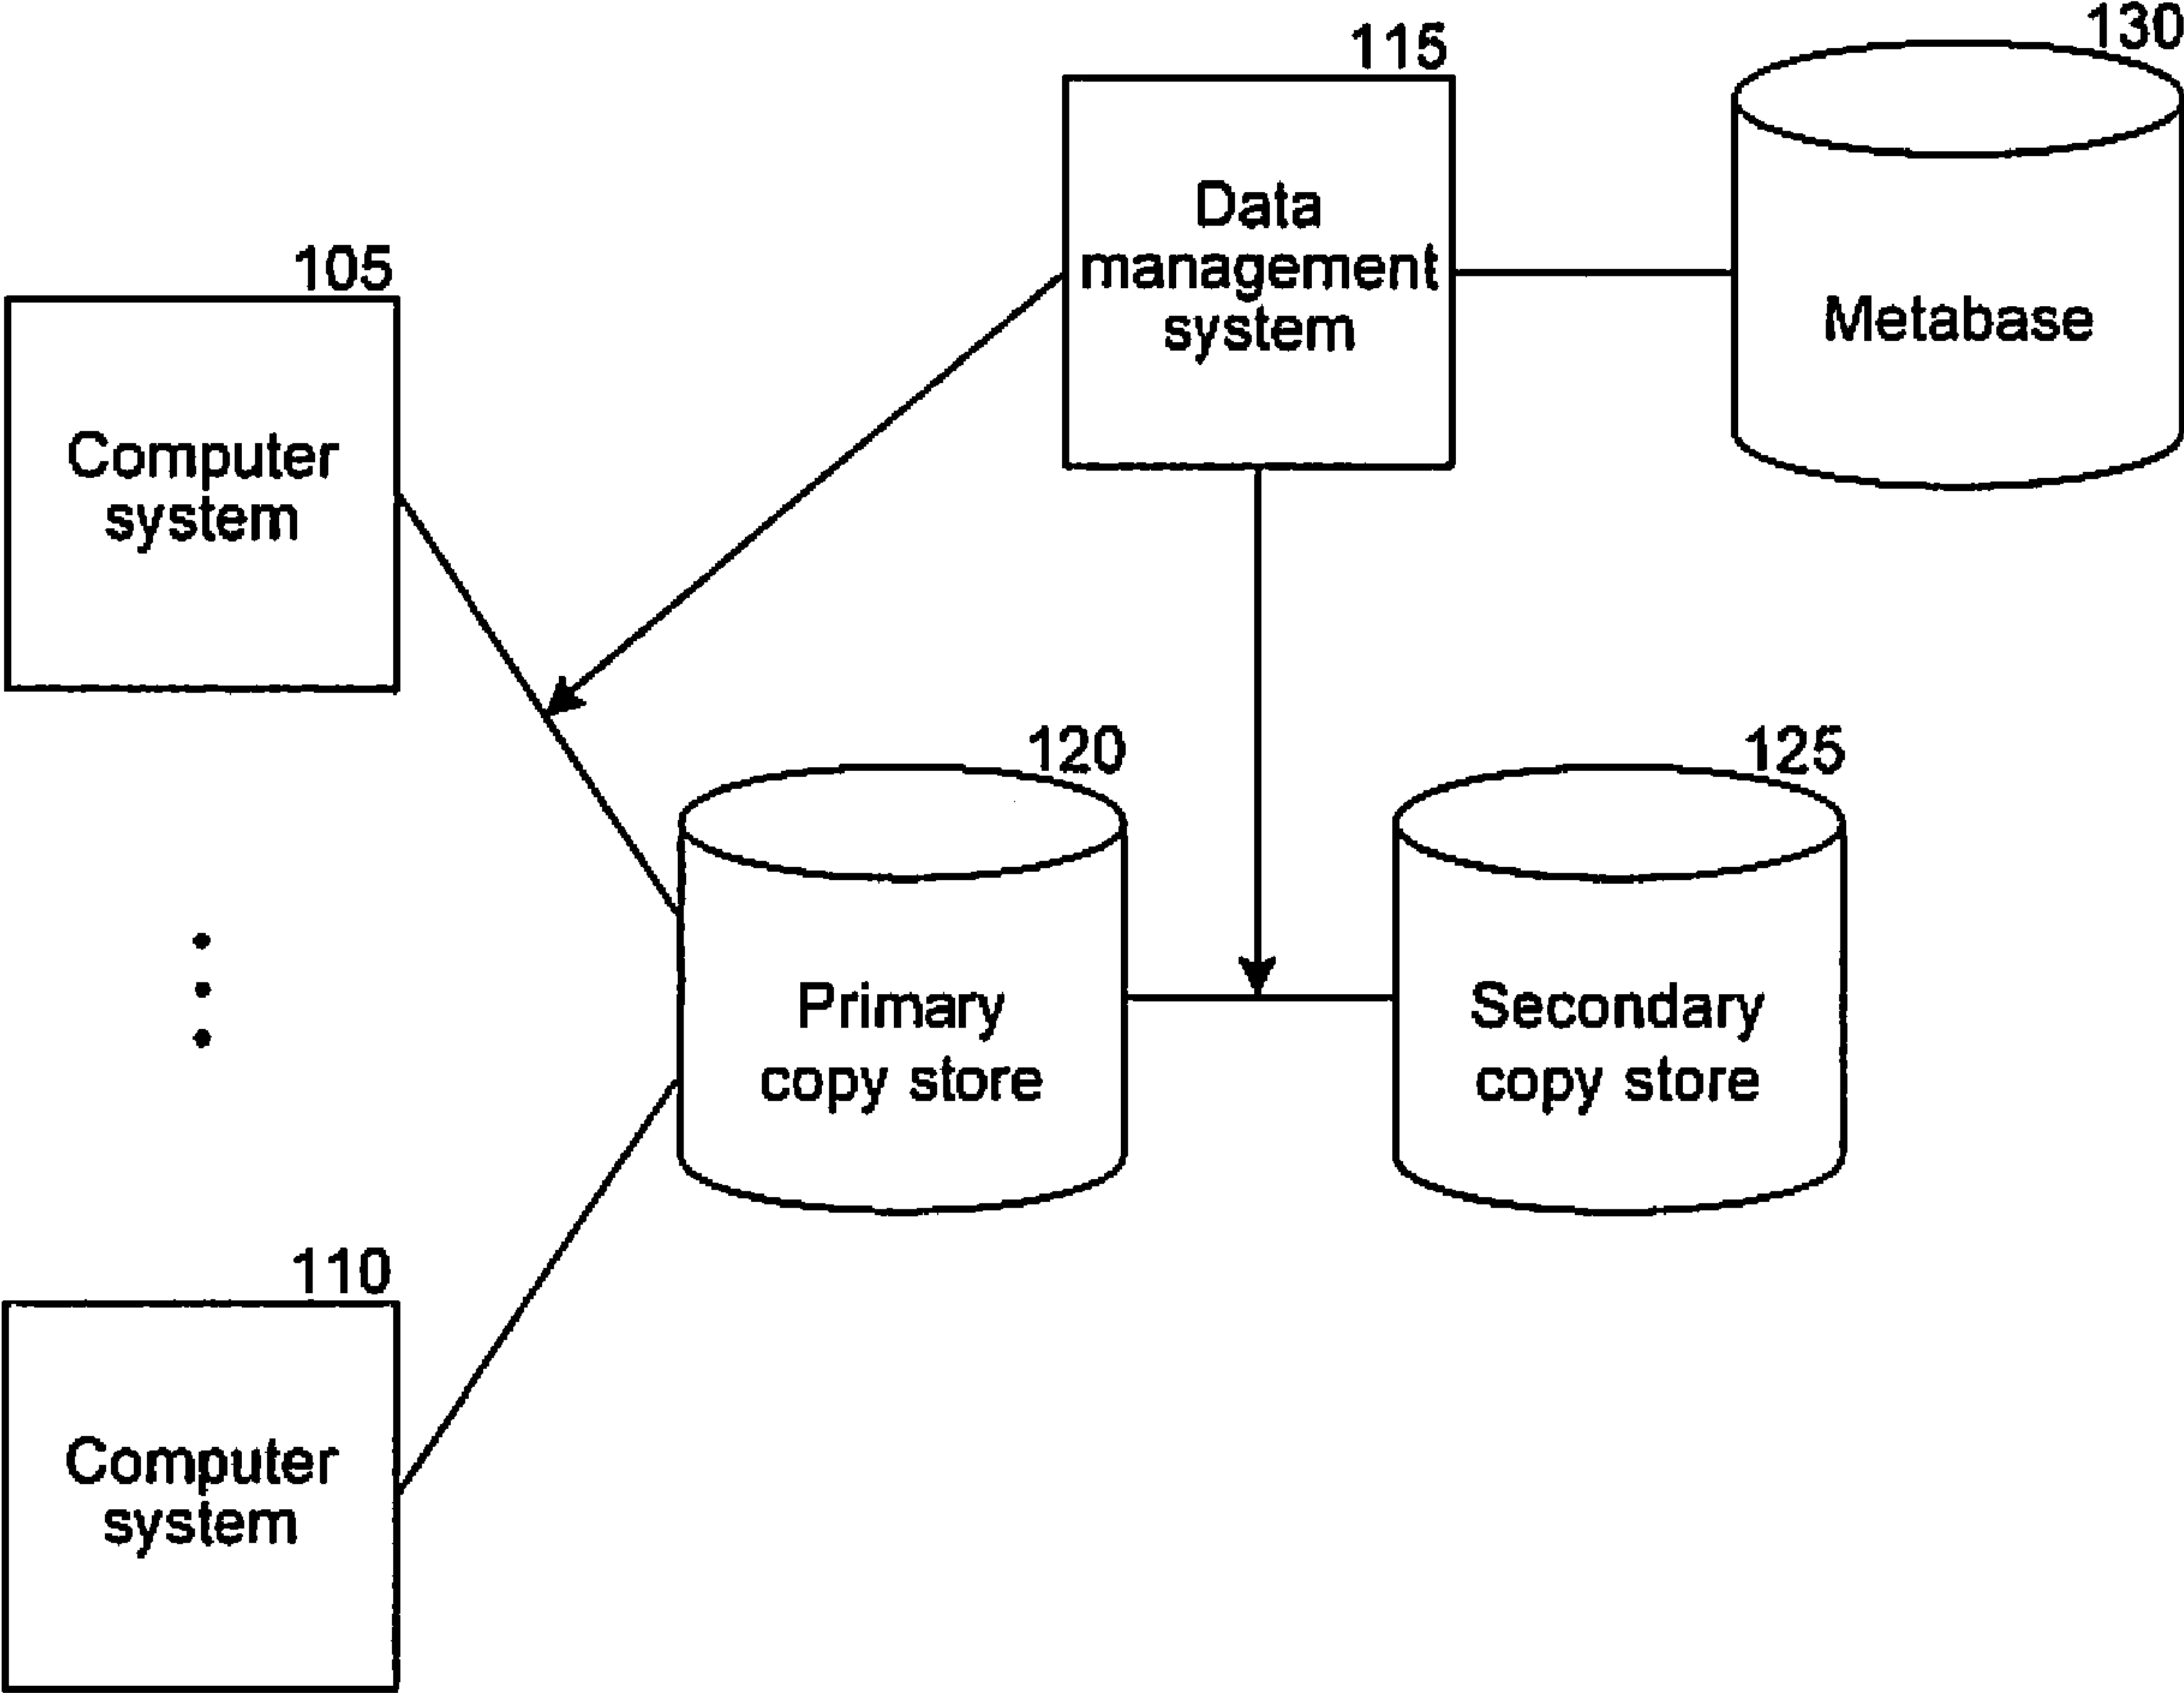 130
115
Data
management
system
Metabase
105
Computer
system
120
Primary
copy store
125
Secondary
copy store
110
Computer
system